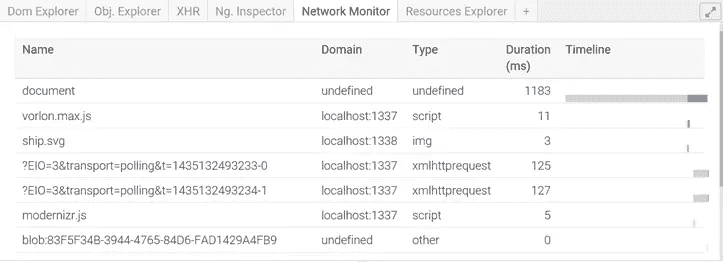 Dom Explorer Obj. Explorer XHR Ng. Inspector Network Monitor Resources Explorer +
Name Domain Type Duration (ms) Timeline
document undefined undefined 1183
vorlon.max.js localhost:1337 script 11
ship.svg localhost:1338 img 3
?EIO=3&transport=polling&t=1435132493233-0 localhost:1337 xmlhttprequest 125
?EIO=3&transport=polling&t=1435132493234-1 localhost:1337 xmlhttprequest 127
modernizr.js localhost:1337 script 5
blob:83F5F34B-3944-4765-84D6-FAD1429A4FB9 undefined other 0